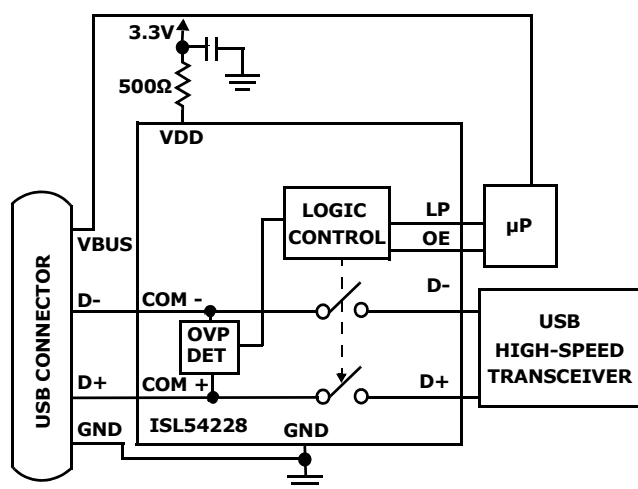 3.3V
500Ω
VDD
USB CONNECTOR
VBUS
LOGIC
CONTROL
LP
OE
µP
D-
COM -
D-
OVP
DET
USB
HIGH-SPEED
TRANSCEIVER
D+
COM +
D+
GND
ISL54228
GND